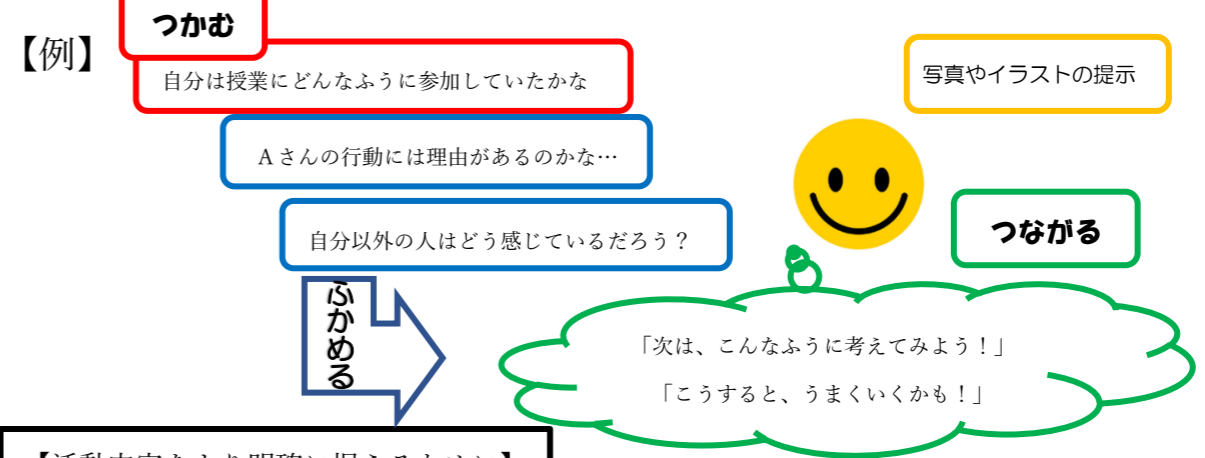 つかむ
【例】
自分は授業にどんなふうに参加していたかな
写真やイラストの提示
Aさんの行動には理由があるのかな…
自分以外の人はどう感じているだろう？
つながる
ふかめる
「次は、こんなふうに考えてみよう！」
「こうすると、うまくいくかも！」